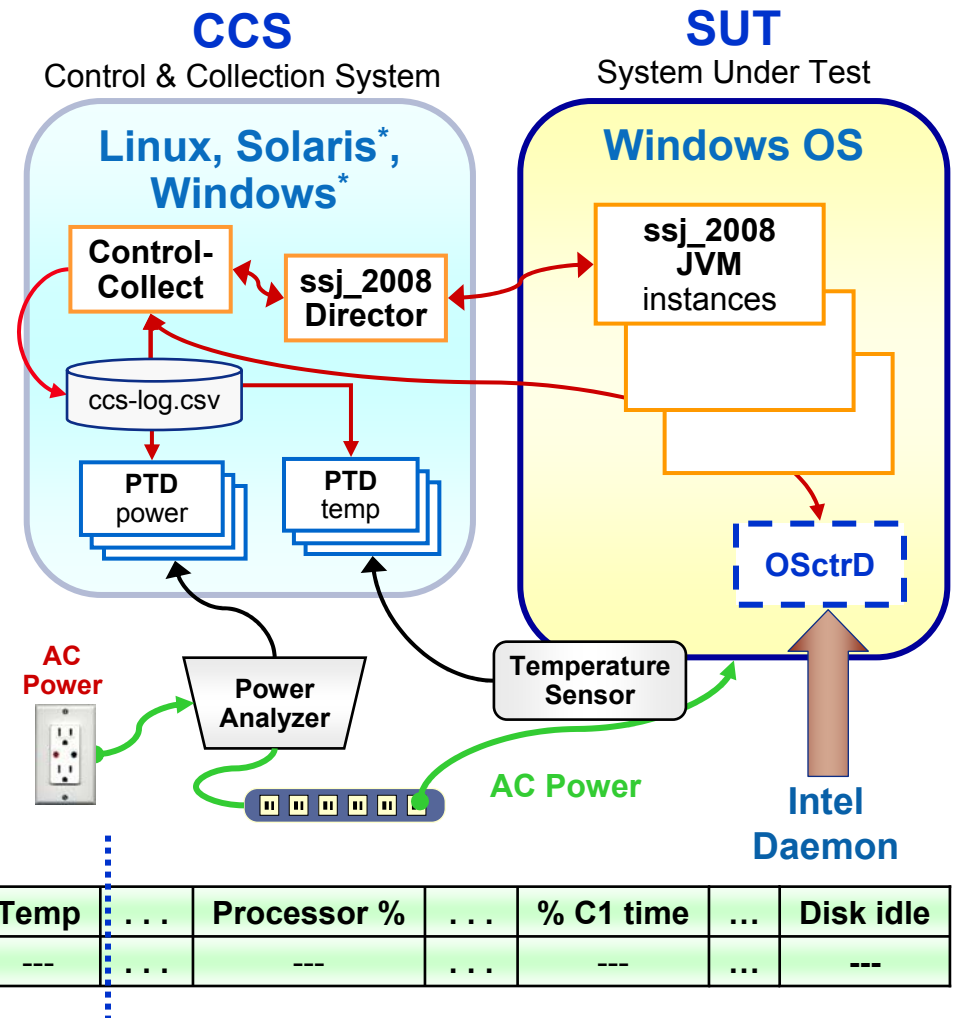 CCS
Control & Collection System
Linux, Solaris*,
Windows*
Control-
Collect
ssj_2008
Director
ccs-log.csv
PTD
power
PTD
temp
SUT
System Under Test
Windows OS
ssj_2008
JVM
instances
OSctrD
AC
Power
Power
Analyzer
Temperature
Sensor
AC Power
Intel
Daemon
Temp . . . Processor % . . . % C1 time ... Disk idle
--- . . . --- . . . --- ... ---